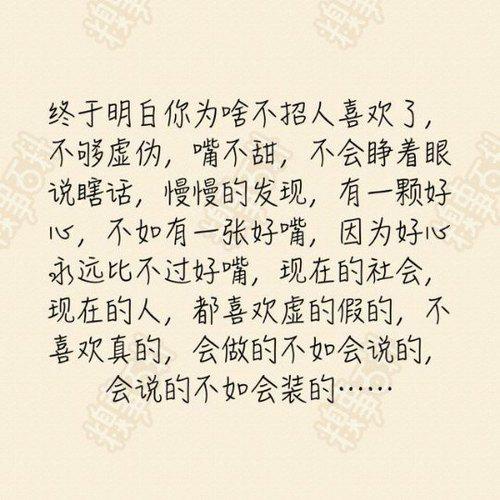 终于明白你为啥不招人喜欢了,
不够虚伪, 嘴不甜, 不会睁着眼
说瞎话, 慢慢的发现, 有一颗好
心, 不如有一张好嘴, 因为好心
永远比不过好嘴, 现在的社会,
现在的人, 都喜欢虚的假的, 不
喜欢真的, 会做的不如会说的,
会说的不如会装的……